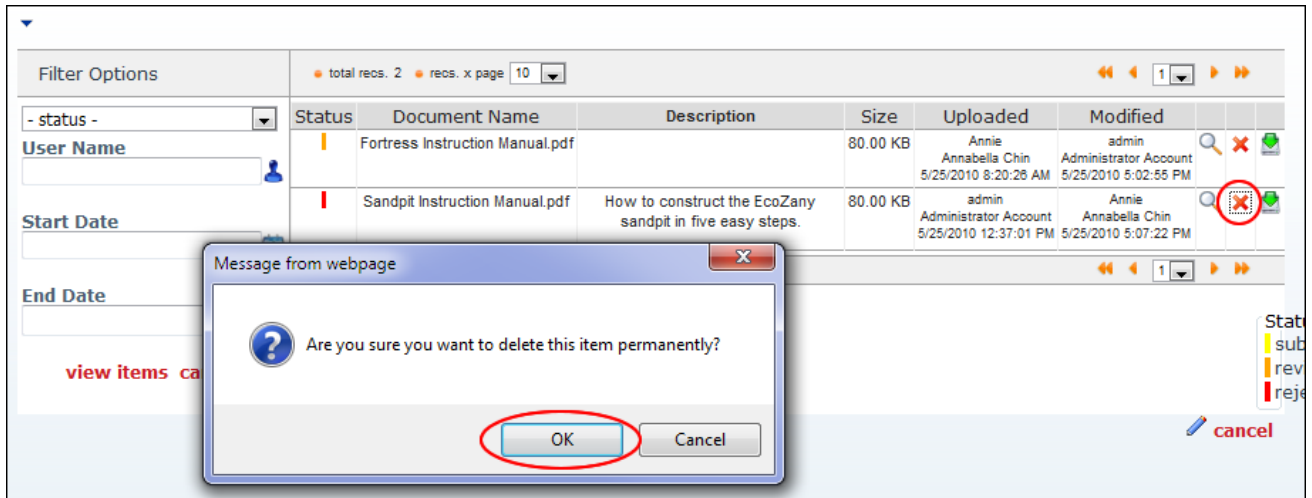 Filter Options
total recs. 2 recs. x page 10
1
- status -
Status Document Name Description Size Uploaded Modified
User Name
Fortress Instruction Manual.pdf 80.00 KB Annie admin
Annabella Chin Administrator Account
5/25/2010 8:20:26 AM 5/25/2010 5:02:55 PM
Start Date
Sandpit Instruction Manual.pdf How to construct the EcoZany 80.00 KB admin Annie
sandpit in five easy steps. Administrator Account Annabella Chin
5/25/2010 12:37:01 PM 5/25/2010 5:07:22 PM
Message from webpage
1
End Date
Are you sure you want to delete this item permanently?
view items ca
OK Cancel
Statu
sub
rev
reje
cancel